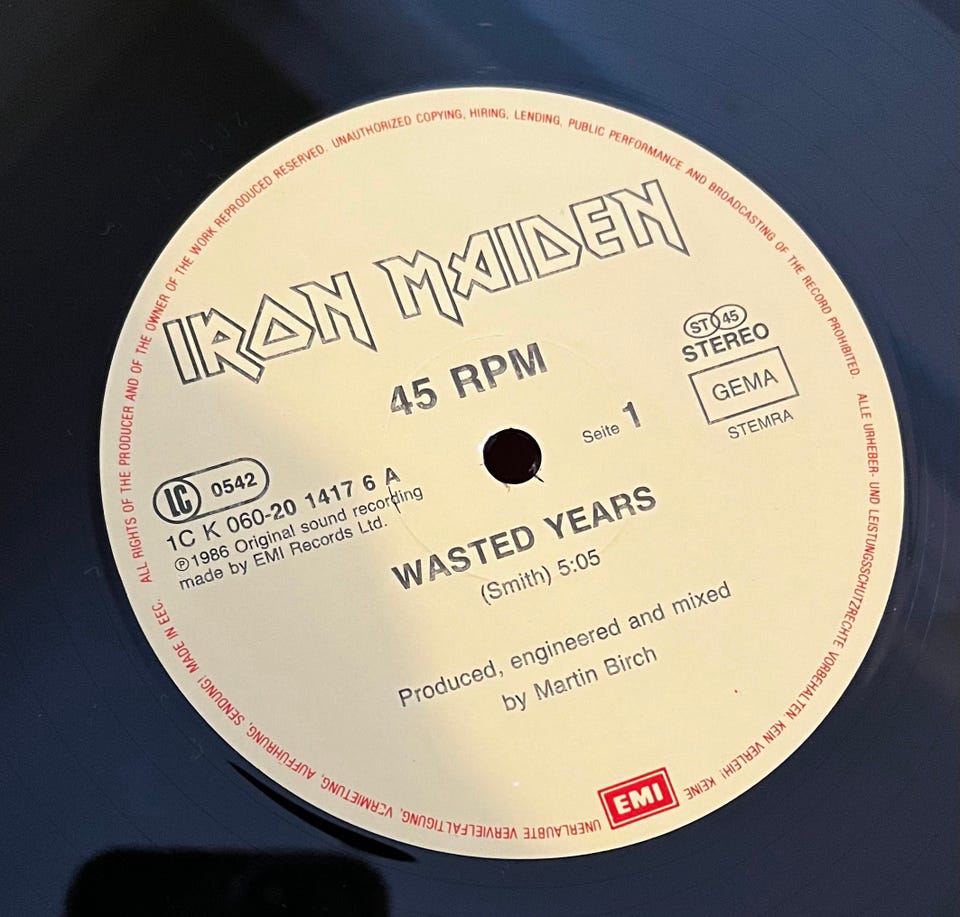 ALL RIGHTS OF THE PRODUCER AND OF THE OWNER OF THE WORK REPRODUCED RESERVED. UNAUTHORIZED COPYING, HIRING, LENDING, PUBLIC PERFORMANCE AND BROADCASTING OF THE RECORD PROHIBITED. ALLE URHEBER- UND LEISTUNGSSCHUTZRECHTE VORBEHALTEN. KEIN VERLEIH! KEINE UNERLAUBTE VERVIELFÄLTIGUNG, VERMIETUNG, AUFFÜHRUNG, SENDUNG! MADE IN EEC.
IRON MAIDEN
45 RPM
ST 45
STEREO
GEMA
STEMRA
Seite 1
LC 0542
1C K 060-20 1417 6 A
℗1986 Original sound recording
made by EMI Records Ltd.
WASTED YEARS
(Smith) 5:05
Produced, engineered and mixed
by Martin Birch
EMI